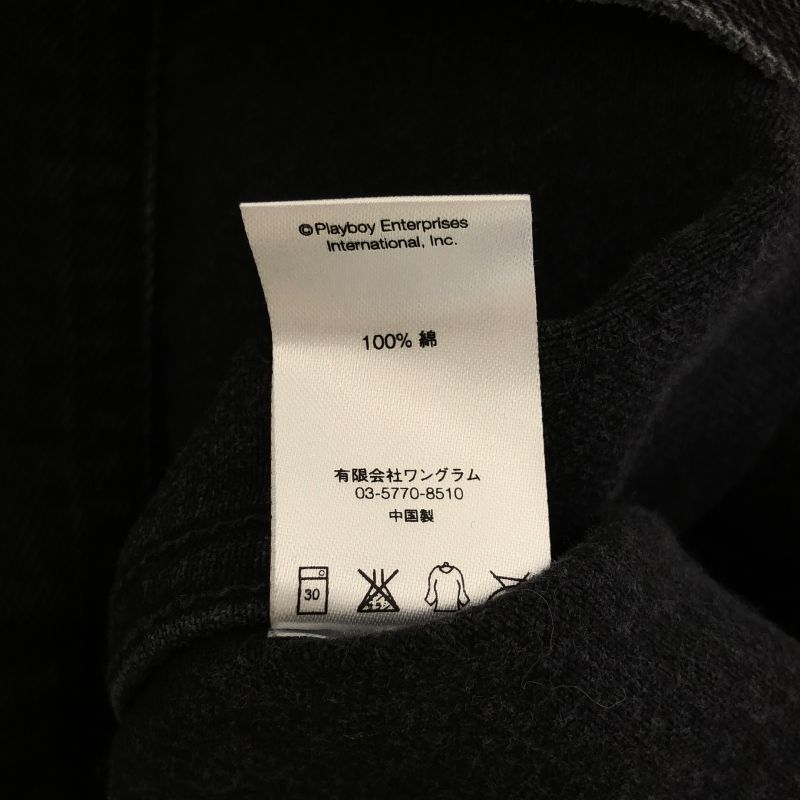 ©Playboy Enterprises
International, Inc.
100% 綿
有限会社ワングラム
03-5770-8510
中国製
30